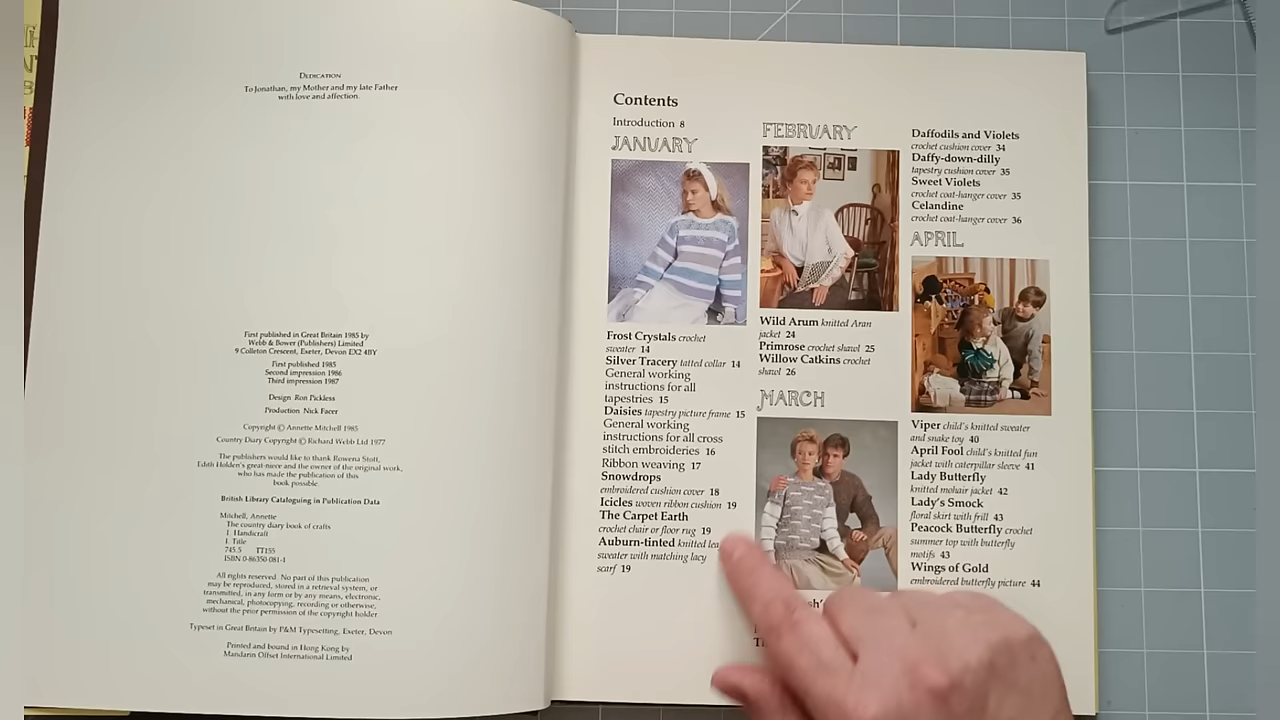 DEDICATION
To Jonathan, my Mother and my late Father
with love and affection.
First published in Great Britain 1985 by
Webb & Bower (Publishers) Limited
9 Colleton Crescent, Exeter, Devon EX2 4BY
First published 1985
Second impression 1986
Third impression 1987
Design Ron Pickless
Production Nick Facer
Copyright © Annette Mitchell 1985
Country Diary Copyright © Richard Webb Ltd 1977
The publishers would like to thank Rowena Stott,
Edith Holden's great-niece and the owner of the original work,
who has made the publication of this
book possible.
British Library Cataloguing in Publication Data
Mitchell, Annette
The country diary book of crafts
1. Handicraft
I. Title
745.5 TT155
ISBN 0-86350-081-1
All rights reserved. No part of this publication
may be reproduced, stored in a retrieval system, or
transmitted, in any form or by any means, electronic,
mechanical, photocopying, recording or otherwise,
without the prior permission of the copyright holder.
Typeset in Great Britain by P&M Typesetting, Exeter, Devon
Printed and bound in Hong Kong by
Mandarin Offset International Limited
Contents
Introduction 8
JANUARY
Frost Crystals crochet
sweater 14
Silver Tracery tatted collar 14
General working
instructions for all
tapestries 15
Daisies tapestry picture frame 15
General working
instructions for all cross
stitch embroideries 16
Ribbon weaving 17
Snowdrops
embroidered cushion cover 18
Icicles woven ribbon cushion 19
The Carpet Earth
crochet chair or floor rug 19
Auburn-tinted knitted
sweater with matching lacy
scarf 19
FEBRUARY
Wild Arum knitted Aran
jacket 24
Primrose crochet shawl 25
Willow Catkins crochet
shawl 26
MARCH
Daffodils and Violets
crochet cushion cover 34
Daffy-down-dilly
tapestry cushion cover 35
Sweet Violets
crochet coat-hanger cover 35
Celandine
crochet coat-hanger cover 36
APRIL
Viper child's knitted sweater
and snake toy 40
April Fool child's knitted fun
jacket with caterpillar sleeve 41
Lady Butterfly
knitted mohair jacket 42
Lady's Smock
floral skirt with frill 43
Peacock Butterfly crochet
summer top with butterfly
motifs 43
Wings of Gold
embroidered butterfly picture 44